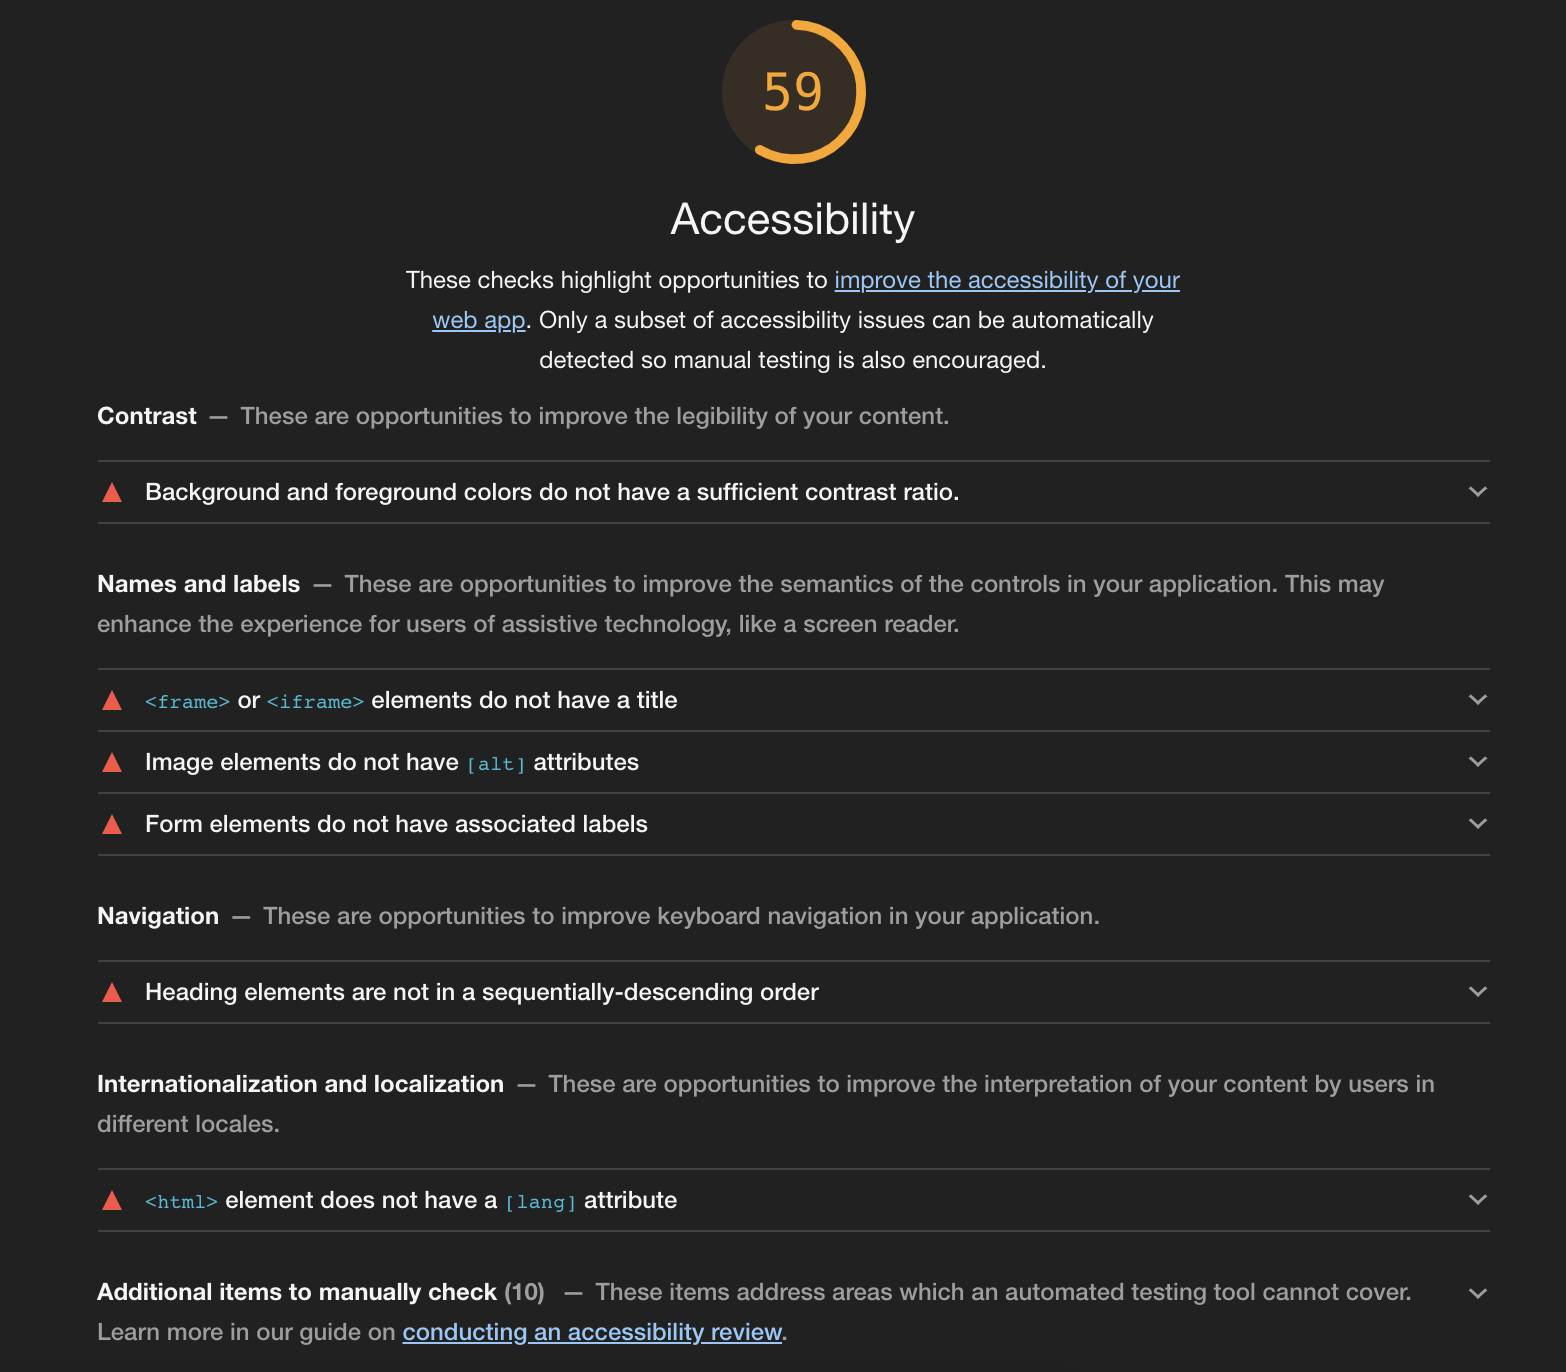 59
Accessibility
These checks highlight opportunities to improve the accessibility of your
web app. Only a subset of accessibility issues can be automatically
detected so manual testing is also encouraged.
Contrast — These are opportunities to improve the legibility of your content.
Background and foreground colors do not have a sufficient contrast ratio.
Names and labels — These are opportunities to improve the semantics of the controls in your application. This may
enhance the experience for users of assistive technology, like a screen reader.
<frame> or <iframe> elements do not have a title
Image elements do not have [alt] attributes
Form elements do not have associated labels
Navigation — These are opportunities to improve keyboard navigation in your application.
Heading elements are not in a sequentially-descending order
Internationalization and localization — These are opportunities to improve the interpretation of your content by users in
different locales.
<html> element does not have a [lang] attribute
Additional items to manually check (10) — These items address areas which an automated testing tool cannot cover.
Learn more in our guide on conducting an accessibility review.